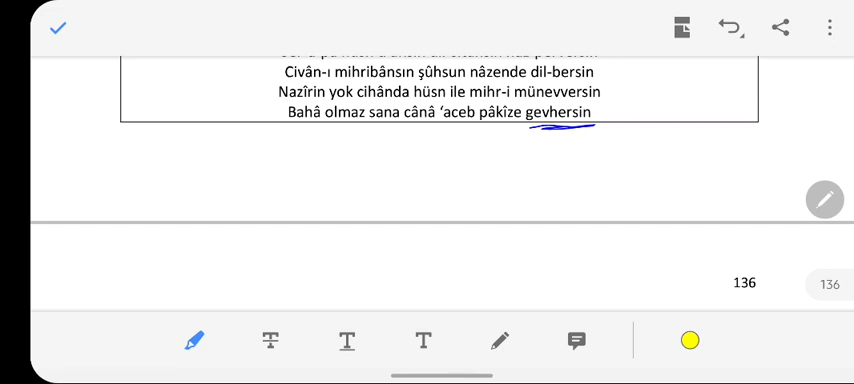 Civân-ı mihribânsın şûhsun nâzende dil-bersin
Nazîrin yok cihânda hüsn ile mihr-i münevversin
Bahâ olmaz sana cânâ ‘aceb pâkîze gevhersin
136
136
T
T
T